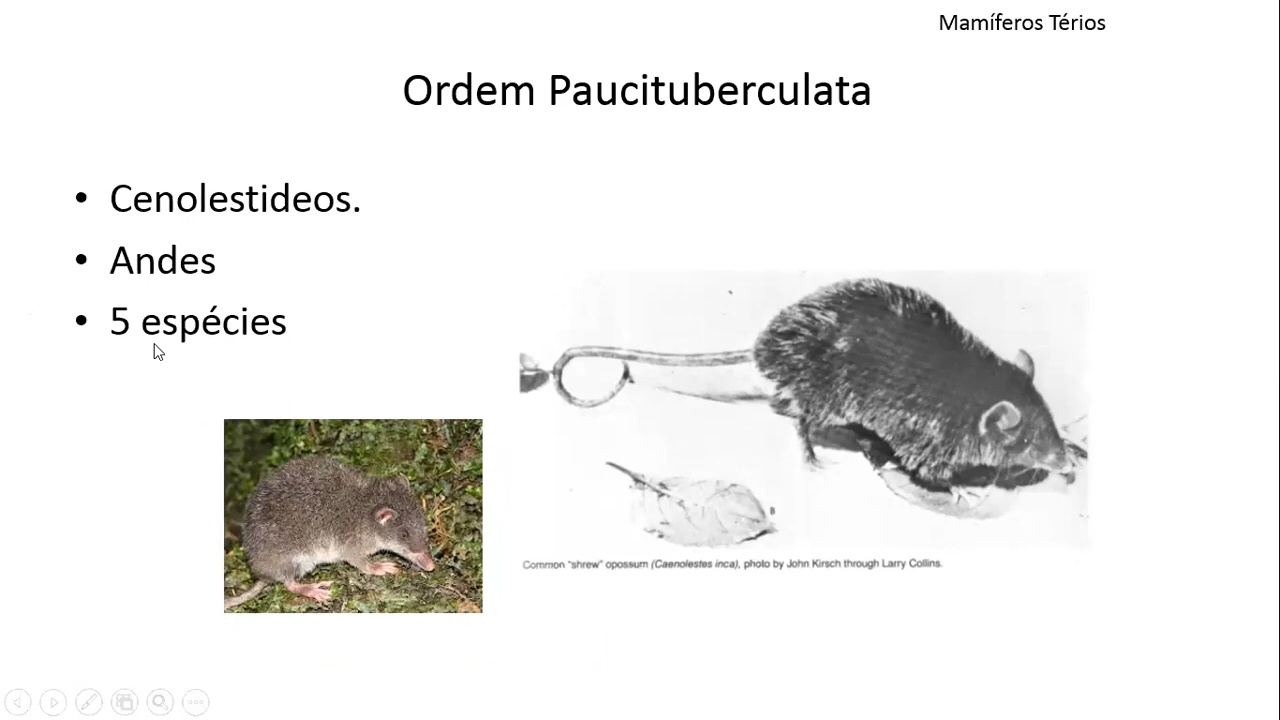 Mamíferos Térios
Ordem Paucituberculata
• Cenolestideos.
• Andes
• 5 espécies
B
Common "shrew" opossum (Caenolestes inca), photo by John Kirsch through Larry Collins.